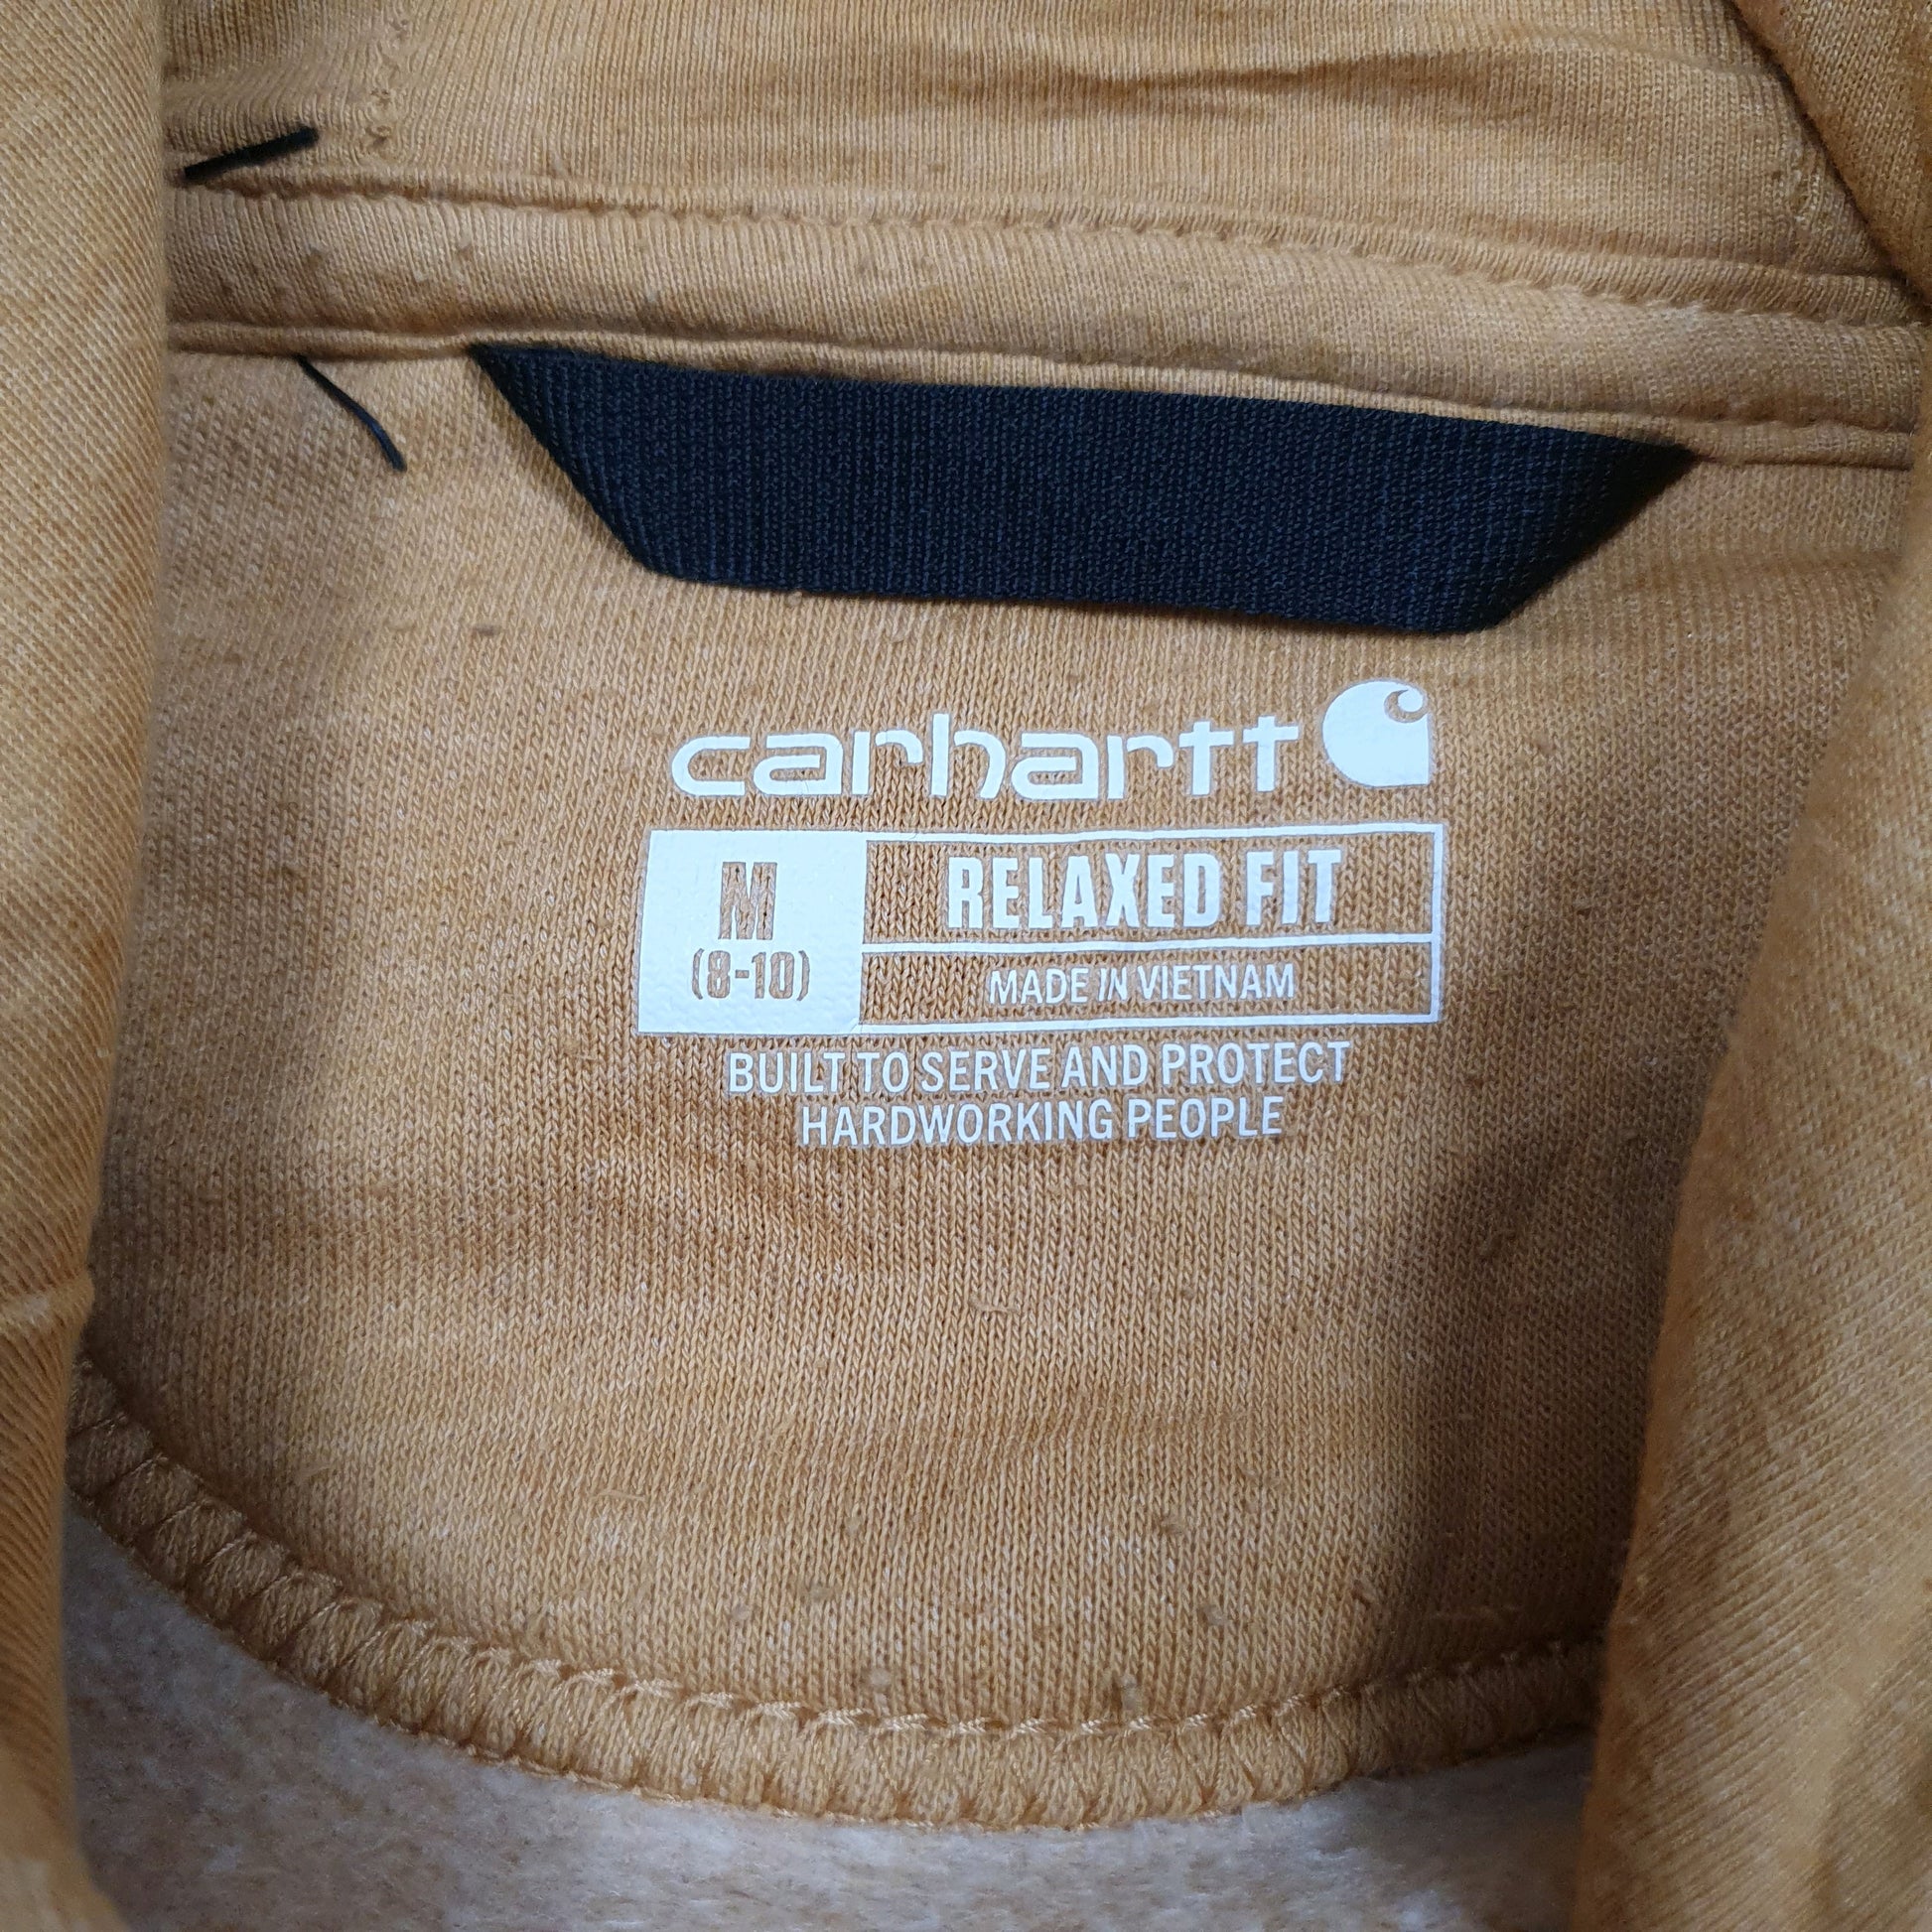 carhartt
M
(8-10)
RELAXED FIT
MADE IN VIETNAM
BUILT TO SERVE AND PROTECT
HARDWORKING PEOPLE